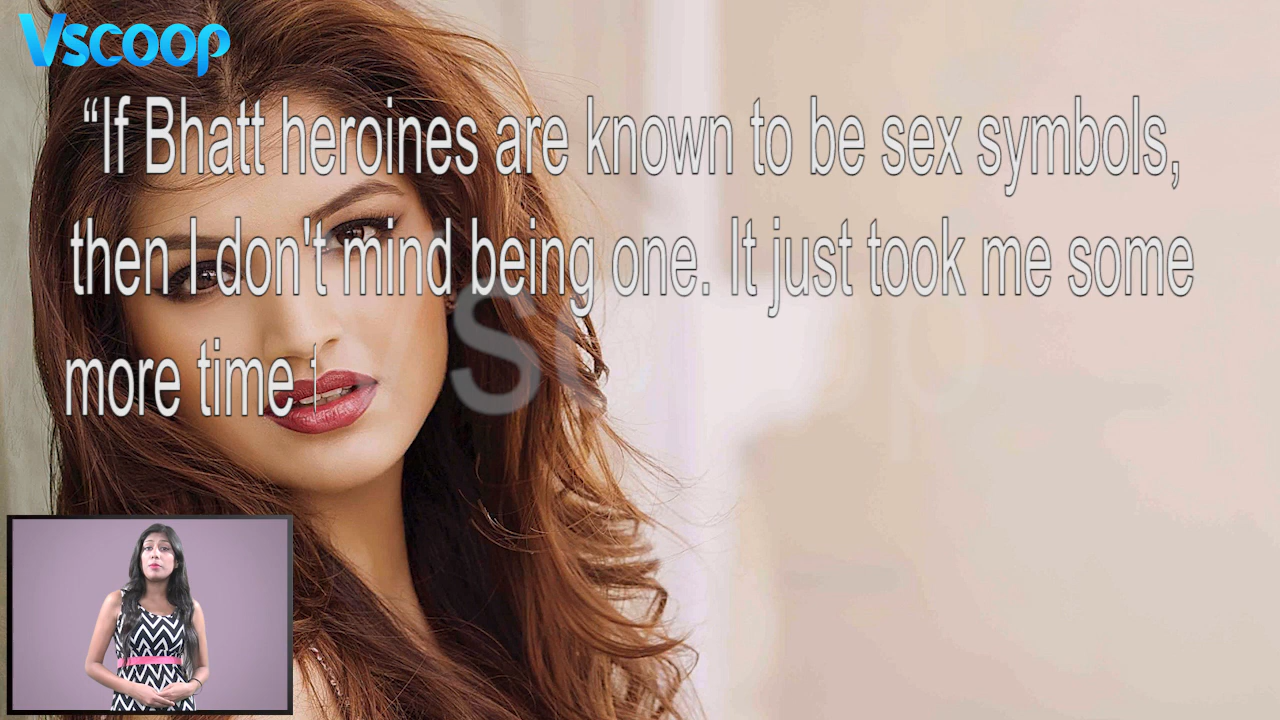 Vscoop
“If Bhatt heroines are known to be sex symbols,
then I don't mind being one. It just took me some
more time